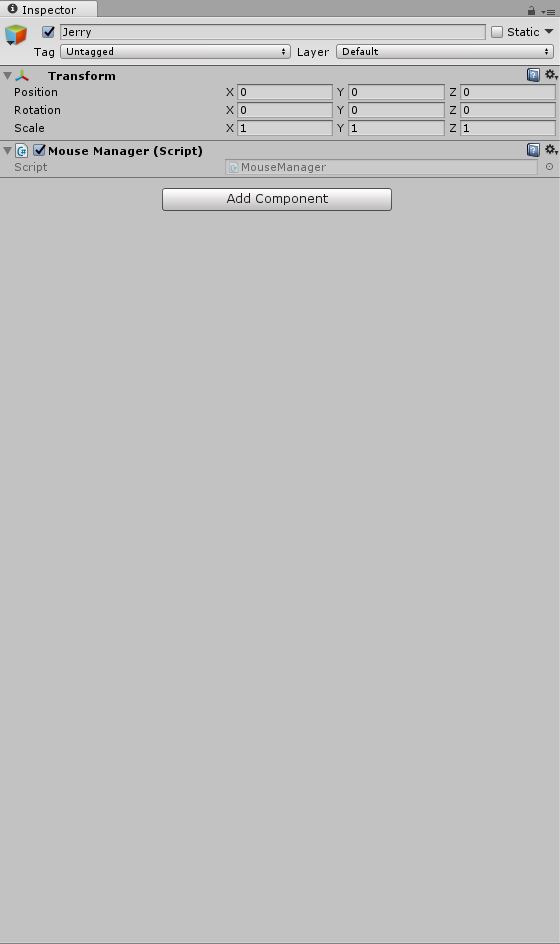 Inspector
Jerry Static
Tag Untagged Layer Default
Transform
Position X 0 Y 0 Z 0
Rotation X 0 Y 0 Z 0
Scale X 1 Y 1 Z 1
Mouse Manager (Script)
Script MouseManager
Add Component